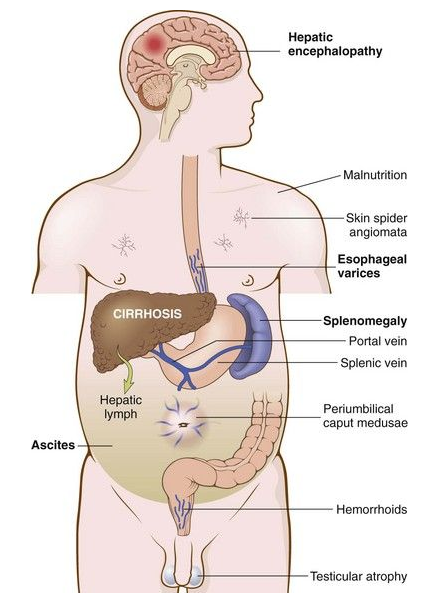 Hepatic
encephalopathy
Malnutrition
Skin spider
angiomata
Esophageal
varices
CIRRHOSIS
Splenomegaly
Portal vein
Splenic vein
Hepatic
lymph
Periumbilical
caput medusae
Ascites
Hemorrhoids
Testicular atrophy